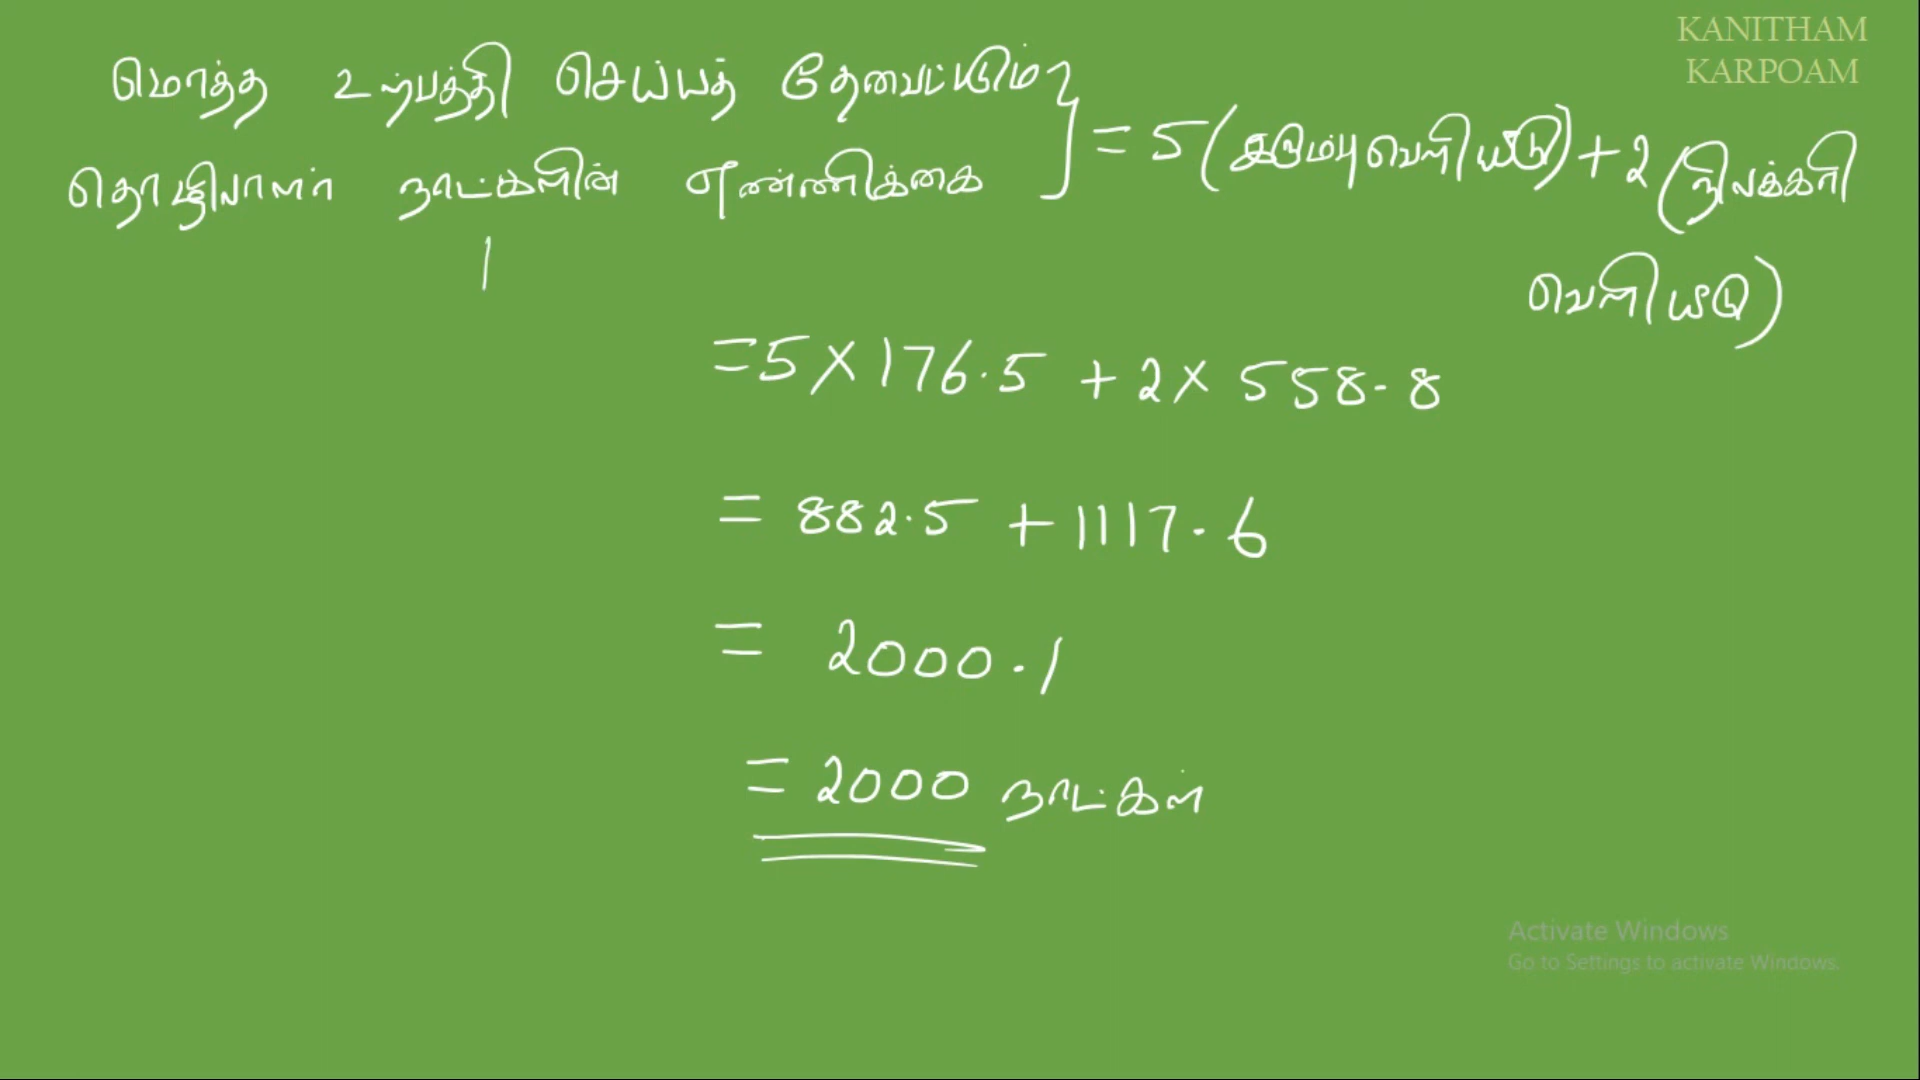 KANITHAM
KARPOAM
மொத்த உற்பத்தி செய்யத் தேவைப்படும்
தொழிலாளர் நாட்களின் எண்ணிக்கை } = 5 (இரும்பு வெளியீடு) + 2 (நிலக்கரி
வெளியீடு)
= 5 X 176.5 + 2 X 558.8
= 882.5 + 1117.6
= 2000.1
= 2000 நாட்கள்
Activate Windows
Go to Settings to activate Windows.